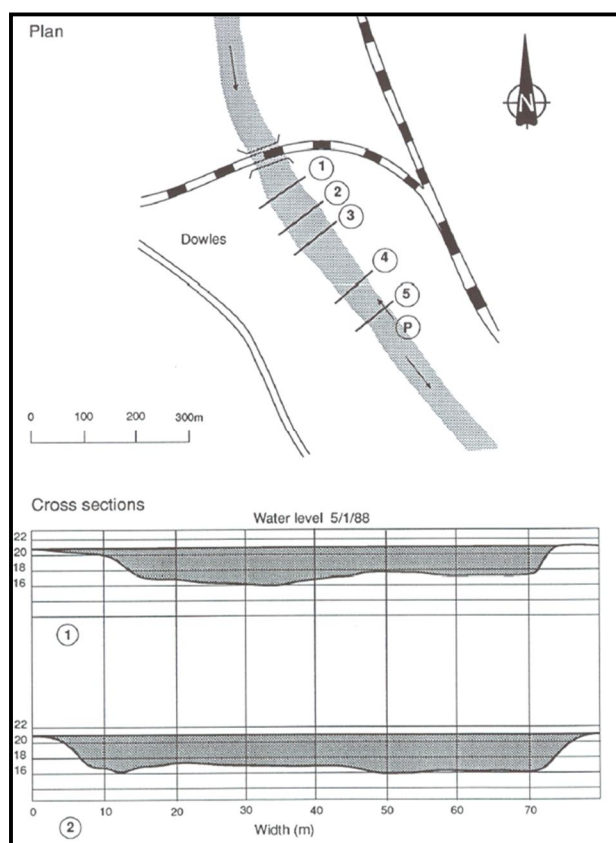 Plan
N
1
2
3
Dowles
4
5
P
0 100 200 300m
Cross sections
Water level 5/1/88
22
20
18
16
1
22
20
18
16
0 10 20 30 40 50 60 70
2 Width (m)